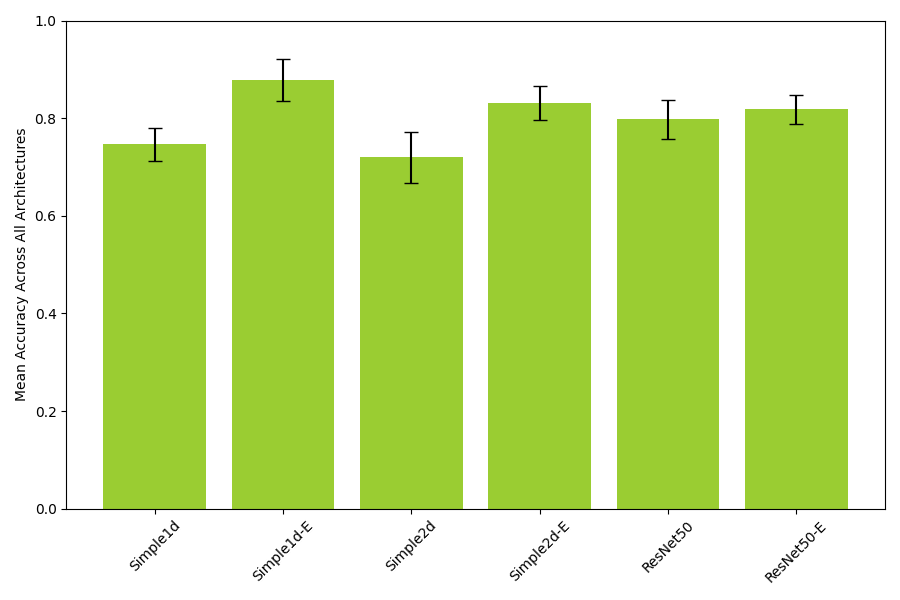 Mean Accuracy Across All Architectures
1.0
0.8
0.6
0.4
0.2
0.0
Simple1d
Simple1d-E
Simple2d
Simple2d-E
ResNet50
ResNet50-E